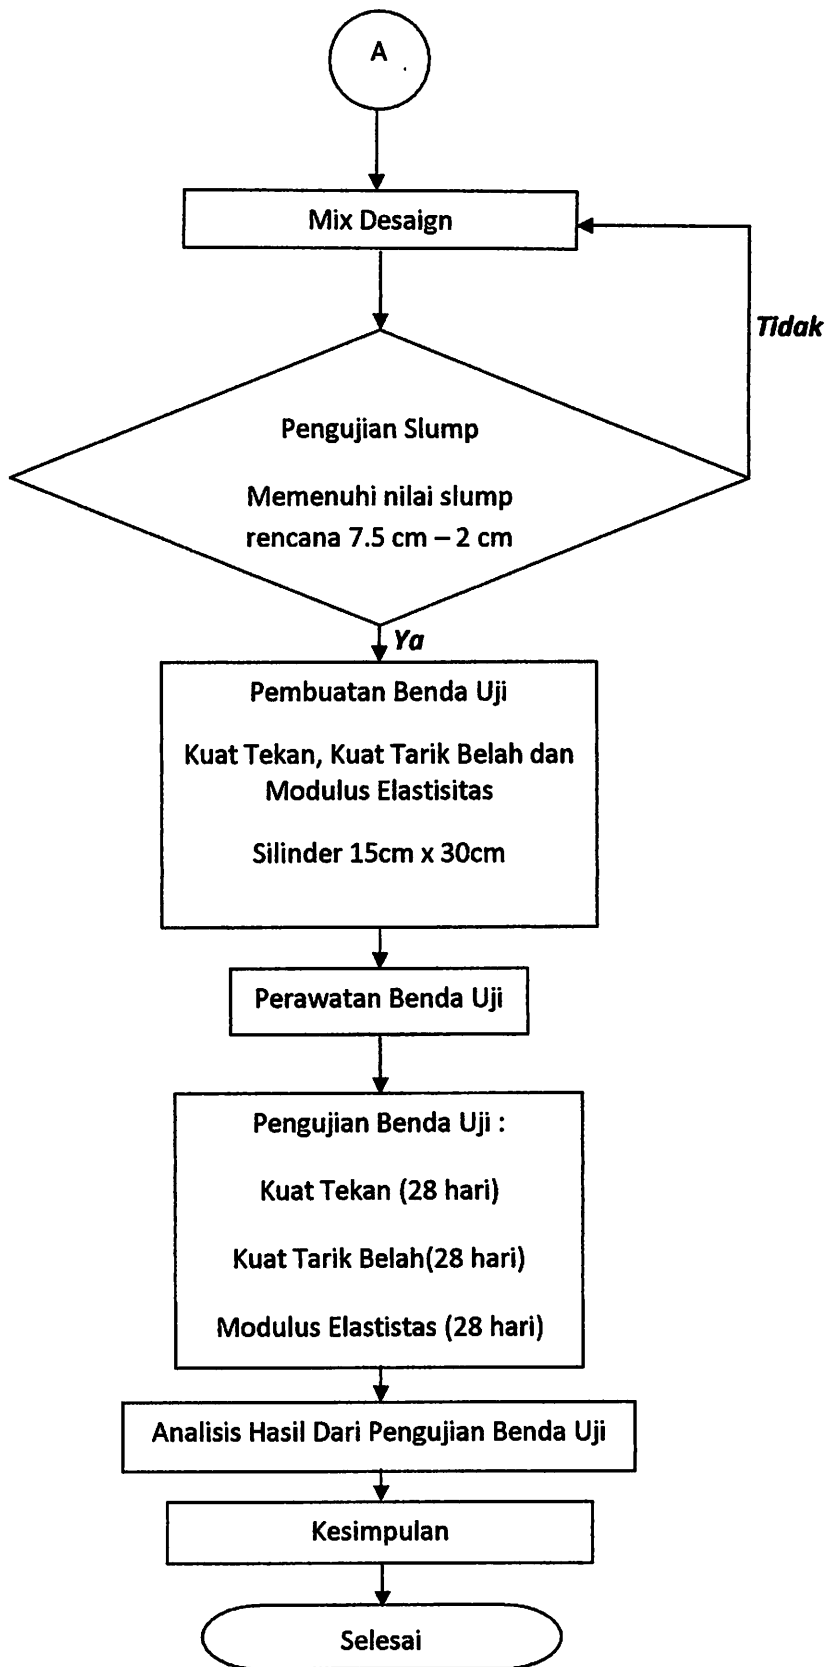 A
Mix Desaign
Tidak
Pengujian Slump
Memenuhi nilai slump
rencana 7.5 cm – 2 cm
Ya
Pembuatan Benda Uji
Kuat Tekan, Kuat Tarik Belah dan
Modulus Elastisitas
Silinder 15cm x 30cm
Perawatan Benda Uji
Pengujian Benda Uji :
Kuat Tekan (28 hari)
Kuat Tarik Belah(28 hari)
Modulus Elastistas (28 hari)
Analisis Hasil Dari Pengujian Benda Uji
Kesimpulan
Selesai